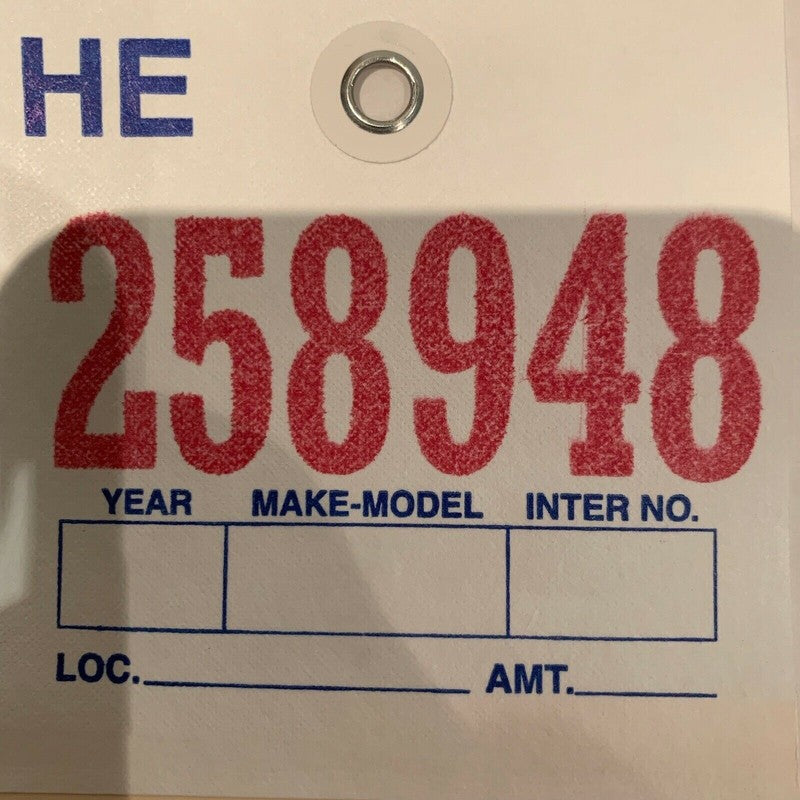 HE
258948
YEAR MAKE-MODEL INTER NO.
LOC. AMT.